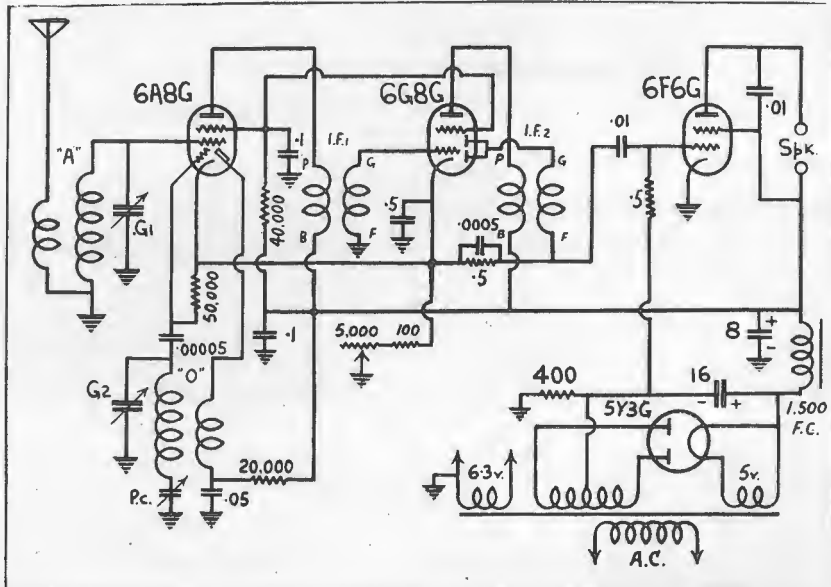 6A8G
6G8G
6F6G
"A"
G1
.1
I.F.1
P
G
B
F
40.000
.5
I.F.2
P
G
B
F
.0005
.5
.01
.5
.01
Spk.
50.000
.00005
"O"
G2
P.c.
.05
20.000
.1
5.000
100
8
+
-
400
16
-
+
1.500
F.C.
5Y3G
6.3v.
5v.
A.C.